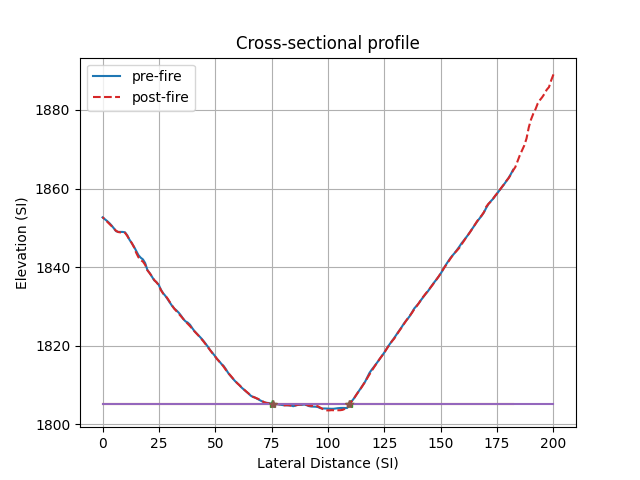 Cross-sectional profile
pre-fire
post-fire
1880
1860
1840
1820
1800
Elevation (SI)
0 25 50 75 100 125 150 175 200
Lateral Distance (SI)